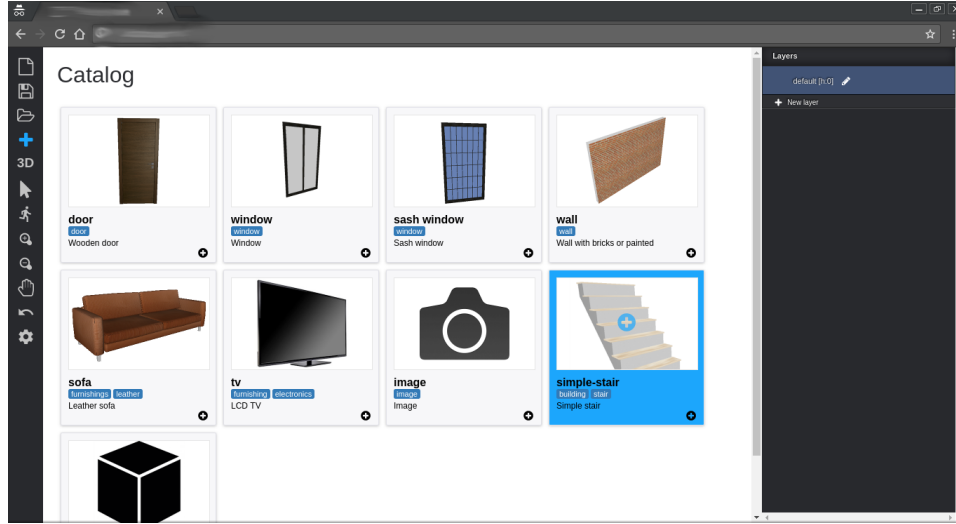 Layers
Catalog
default [h:0]
New layer
3D
door
door
Wooden door
window
window
Window
sash window
window
Sash window
wall
wall
Wall with bricks or painted
sofa
furnishings leather
Leather sofa
tv
furnishing electronics
LCD TV
image
image
Image
simple-stair
building stair
Simple stair